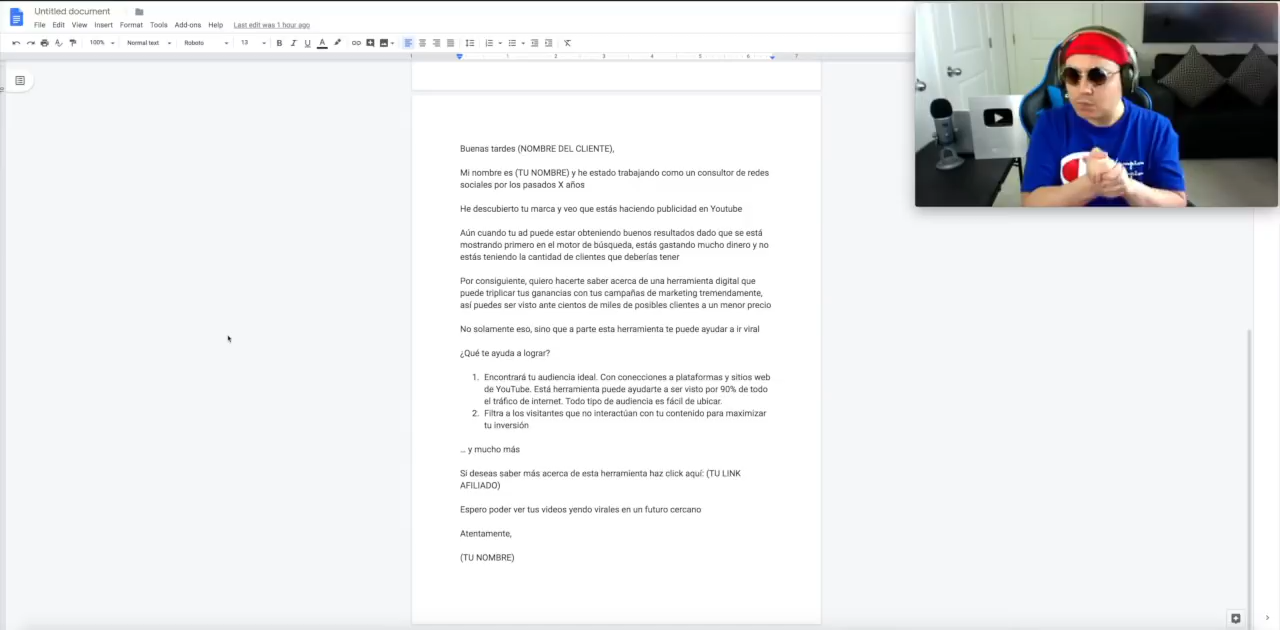 Untitled document
File Edit View Insert Format Tools Add-ons Help Last edit was 1 hour ago
100% Normal text Roboto 13 B I U A
1 2 3 4 5 6 7
Buenas tardes (NOMBRE DEL CLIENTE),
Mi nombre es (TU NOMBRE) y he estado trabajando como un consultor de redes
sociales por los pasados X años
He descubierto tu marca y veo que estás haciendo publicidad en Youtube
Aún cuando tu ad puede estar obteniendo buenos resultados dado que se está
mostrando primero en el motor de búsqueda, estás gastando mucho dinero y no
estás teniendo la cantidad de clientes que deberías tener
Por consiguiente, quiero hacerte saber acerca de una herramienta digital que
puede triplicar tus ganancias con tus campañas de marketing tremendamente,
así puedes ser visto ante cientos de miles de posibles clientes a un menor precio
No solamente eso, sino que a parte esta herramienta te puede ayudar a ir viral
¿Qué te ayuda a lograr?
1. Encontrará tu audiencia ideal. Con conecciones a plataformas y sitios web
de YouTube. Está herramienta puede ayudarte a ser visto por 90% de todo
el tráfico de internet. Todo tipo de audiencia es fácil de ubicar.
2. Filtra a los visitantes que no interactúan con tu contenido para maximizar
tu inversión
… y mucho más
Si deseas saber más acerca de esta herramienta haz click aquí: (TU LINK
AFILIADO)
Espero poder ver tus videos yendo virales en un futuro cercano
Atentamente,
(TU NOMBRE)